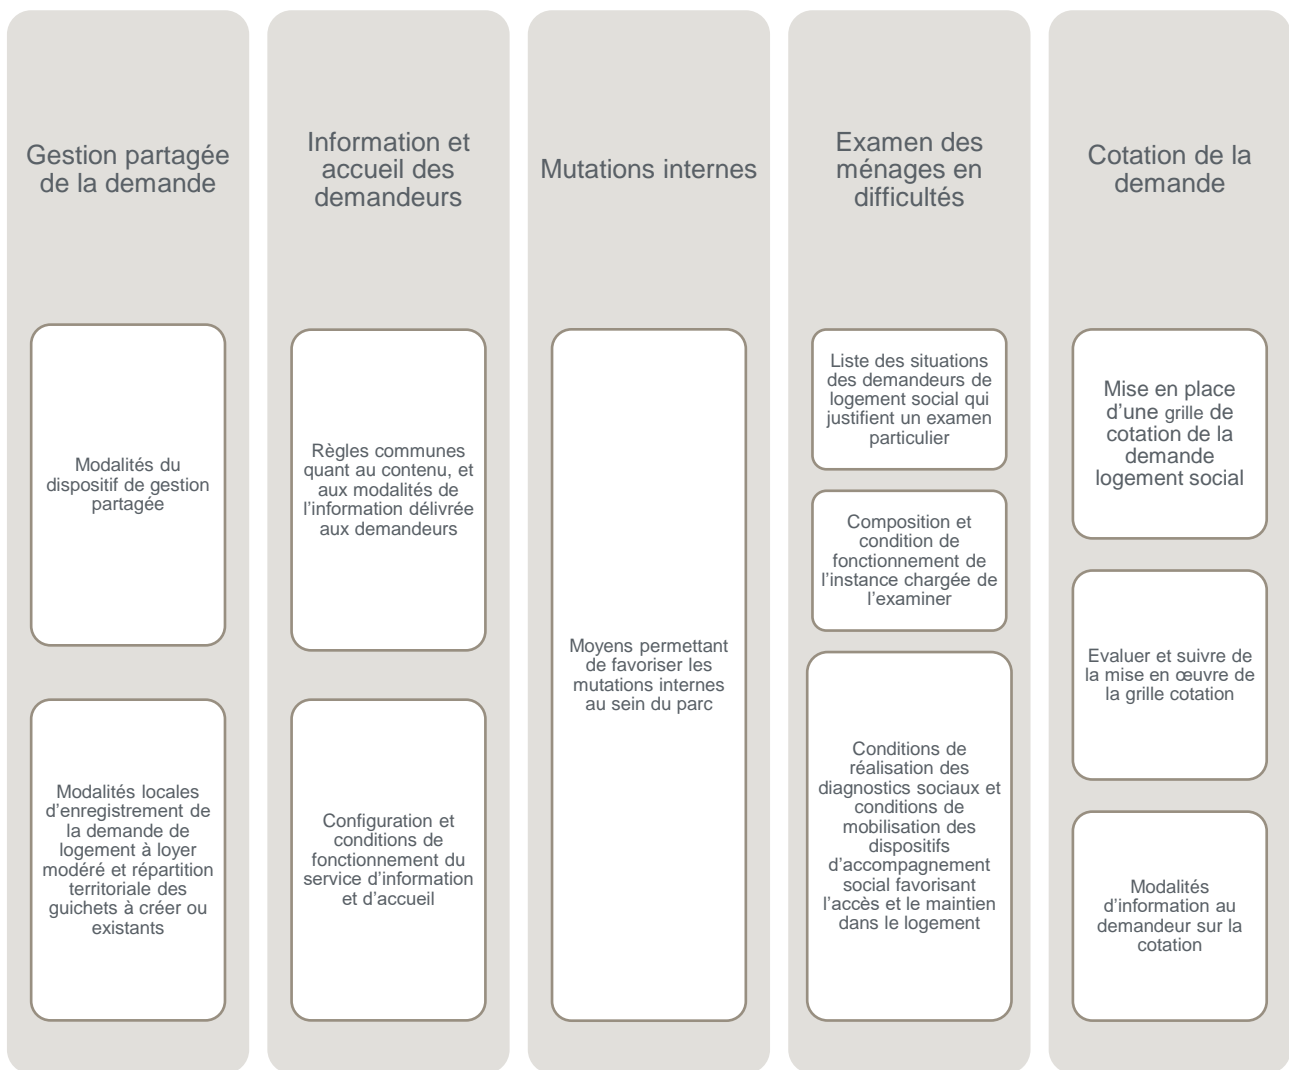 Gestion partagée
de la demande
Modalités du
dispositif de gestion
partagée
Modalités locales
d’enregistrement de
la demande de
logement à loyer
modéré et répartition
territoriale des
guichets à créer ou
existants
Information et
accueil des
demandeurs
Règles communes
quant au contenu, et
aux modalités de
l’information délivrée
aux demandeurs
Configuration et
conditions de
fonctionnement du
service d’information
et d’accueil
Mutations internes
Moyens permettant
de favoriser les
mutations internes
au sein du parc
Examen des
ménages en
difficultés
Liste des situations
des demandeurs de
logement social qui
justifient un examen
particulier
Composition et
condition de
fonctionnement de
l’instance chargée de
l’examiner
Conditions de
réalisation des
diagnostics sociaux et
conditions de
mobilisation des
dispositifs
d’accompagnement
social favorisant
l’accès et le maintien
dans le logement
Cotation de la
demande
Mise en place
d’une grille de
cotation de la
demande
logement social
Evaluer et suivre de
la mise en œuvre de
la grille cotation
Modalités
d’information au
demandeur sur la
cotation